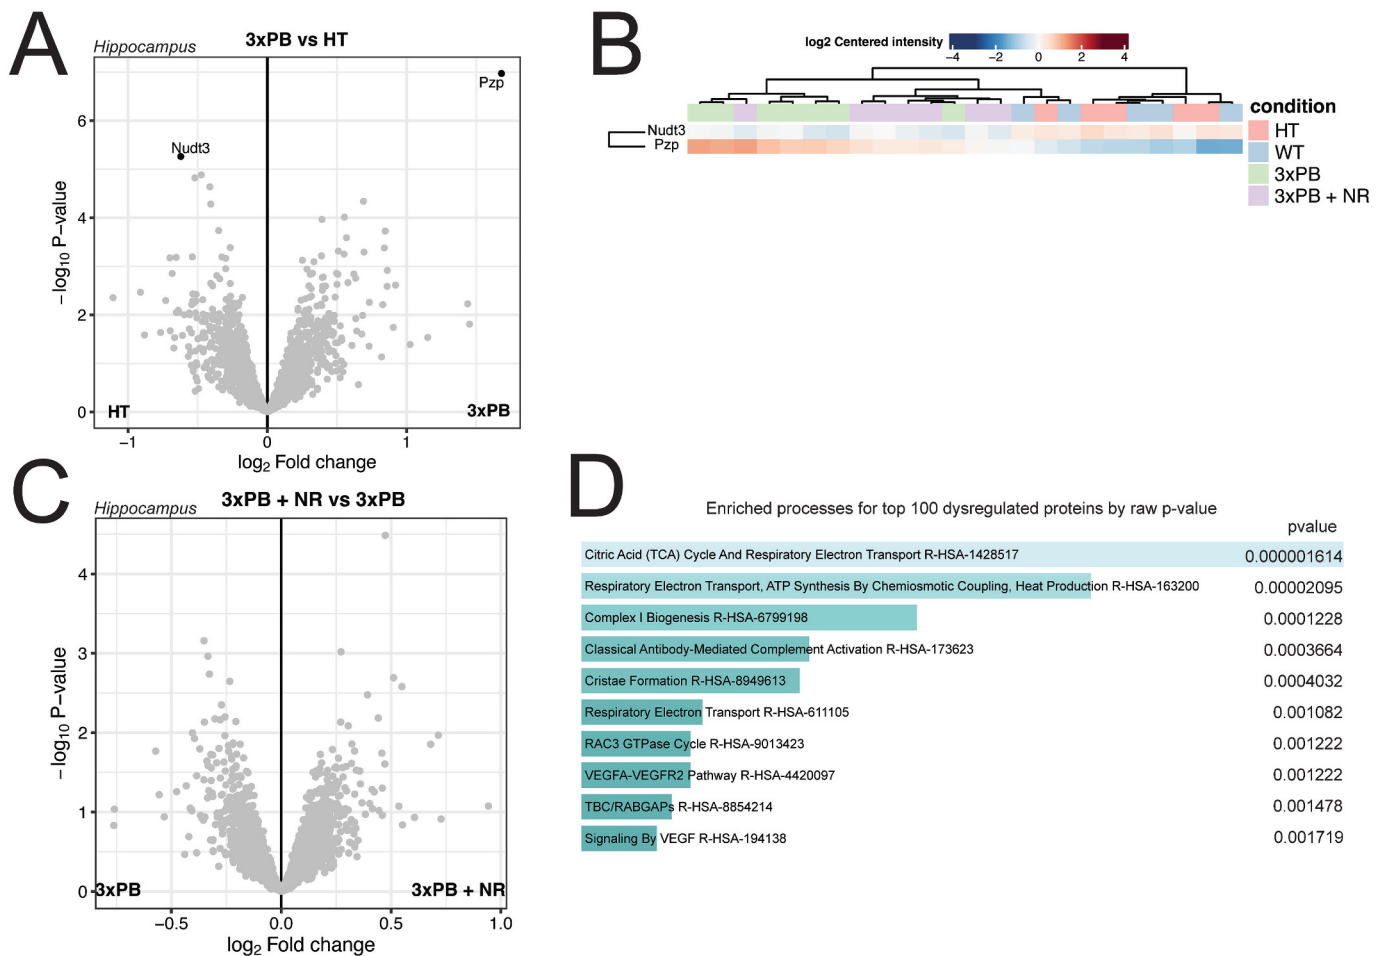 A
Hippocampus
3xPB vs HT
Pzp
Nudt3
6
4
2
0
−log10 P−value
HT
3xPB
−1
0
1
log2 Fold change
B
log2 Centered intensity
−4
−2
0
2
4
Nudt3
Pzp
condition
HT
WT
3xPB
3xPB + NR
C
Hippocampus
3xPB + NR vs 3xPB
4
3
2
1
0
−log10 P−value
3xPB
3xPB + NR
−0.5
0.0
0.5
1.0
log2 Fold change
D
Enriched processes for top 100 dysregulated proteins by raw p-value
pvalue
Citric Acid (TCA) Cycle And Respiratory Electron Transport R-HSA-1428517 0.000001614
Respiratory Electron Transport, ATP Synthesis By Chemiosmotic Coupling, Heat Production R-HSA-163200 0.00002095
Complex I Biogenesis R-HSA-6799198 0.0001228
Classical Antibody-Mediated Complement Activation R-HSA-173623 0.0003664
Cristae Formation R-HSA-8949613 0.0004032
Respiratory Electron Transport R-HSA-611105 0.001082
RAC3 GTPase Cycle R-HSA-9013423 0.001222
VEGFA-VEGFR2 Pathway R-HSA-4420097 0.001222
TBC/RABGAPs R-HSA-8854214 0.001478
Signaling By VEGF R-HSA-194138 0.001719